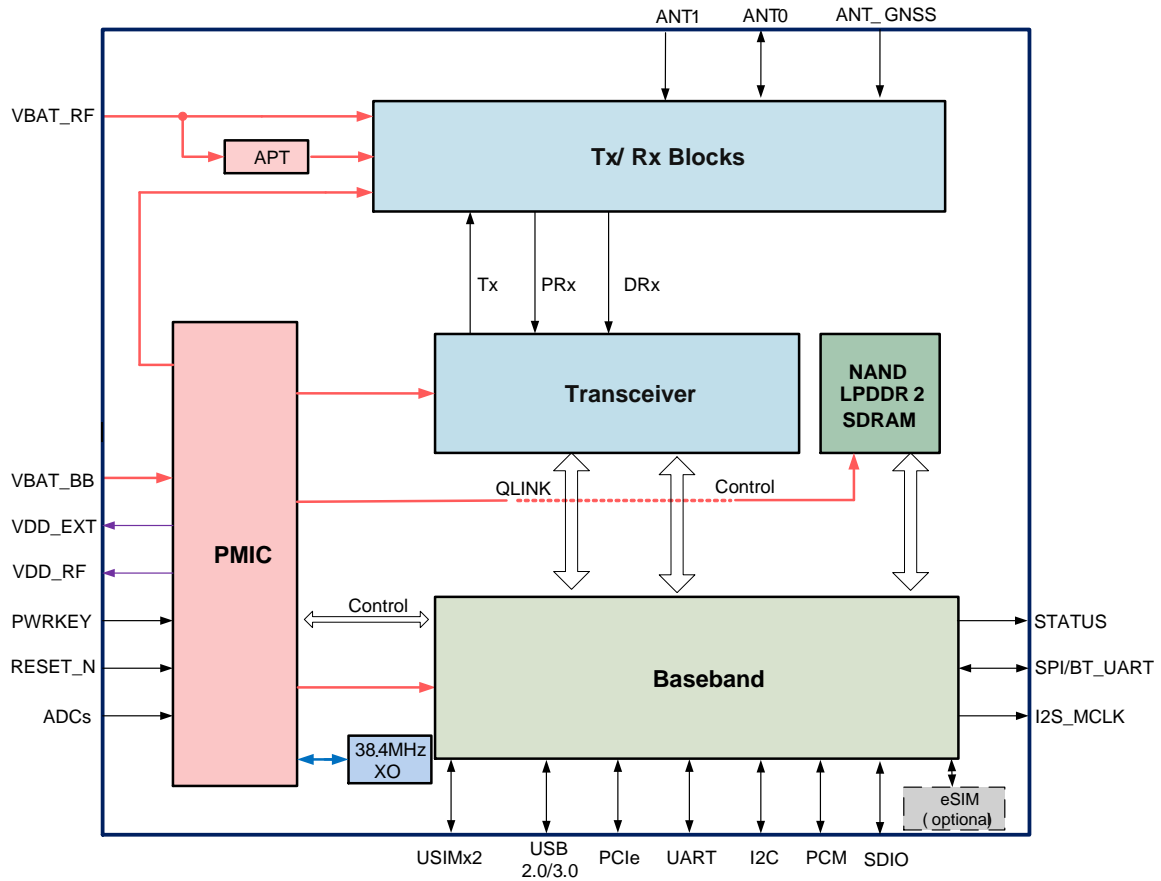 ANT1
ANT0
ANT_GNSS
VBAT_RF
APT
Tx/ Rx Blocks
Tx
PRx
DRx
Transceiver
NAND
LPDDR 2
SDRAM
VBAT_BB
QLINK
Control
VDD_EXT
PMIC
VDD_RF
Control
PWRKEY
STATUS
RESET_N
Baseband
SPI/BT_UART
ADCs
I2S_MCLK
38.4MHz
XO
eSIM
( optional)
USIMx2
USB
2.0/3.0
PCIe
UART
I2C
PCM
SDIO